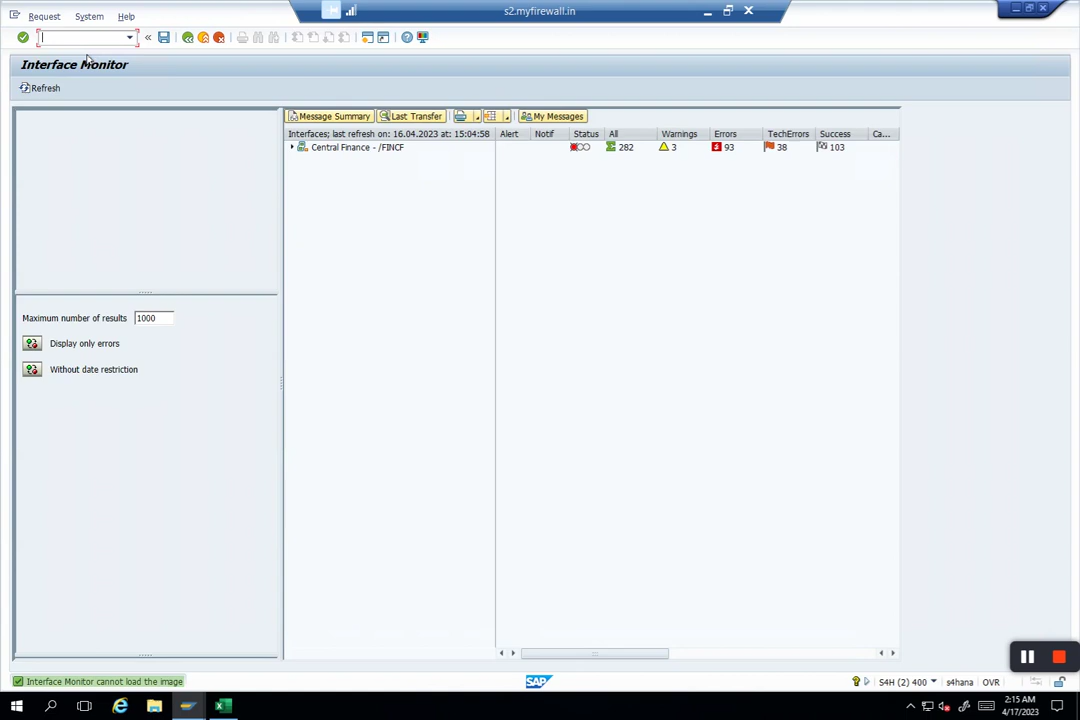 s2.myfirewall.in
Request System Help
Interface Monitor
Refresh
Message Summary Last Transfer My Messages
Interfaces; last refresh on: 16.04.2023 at: 15:04:58 Alert Notif Status All Warnings Errors TechErrors Success Ca...
Central Finance - /FINCF 282 3 93 38 103
Maximum number of results 1000
Display only errors
Without date restriction
Interface Monitor cannot load the image
SAP
S4H (2) 400 s4hana OVR
2:15 AM
4/17/2023